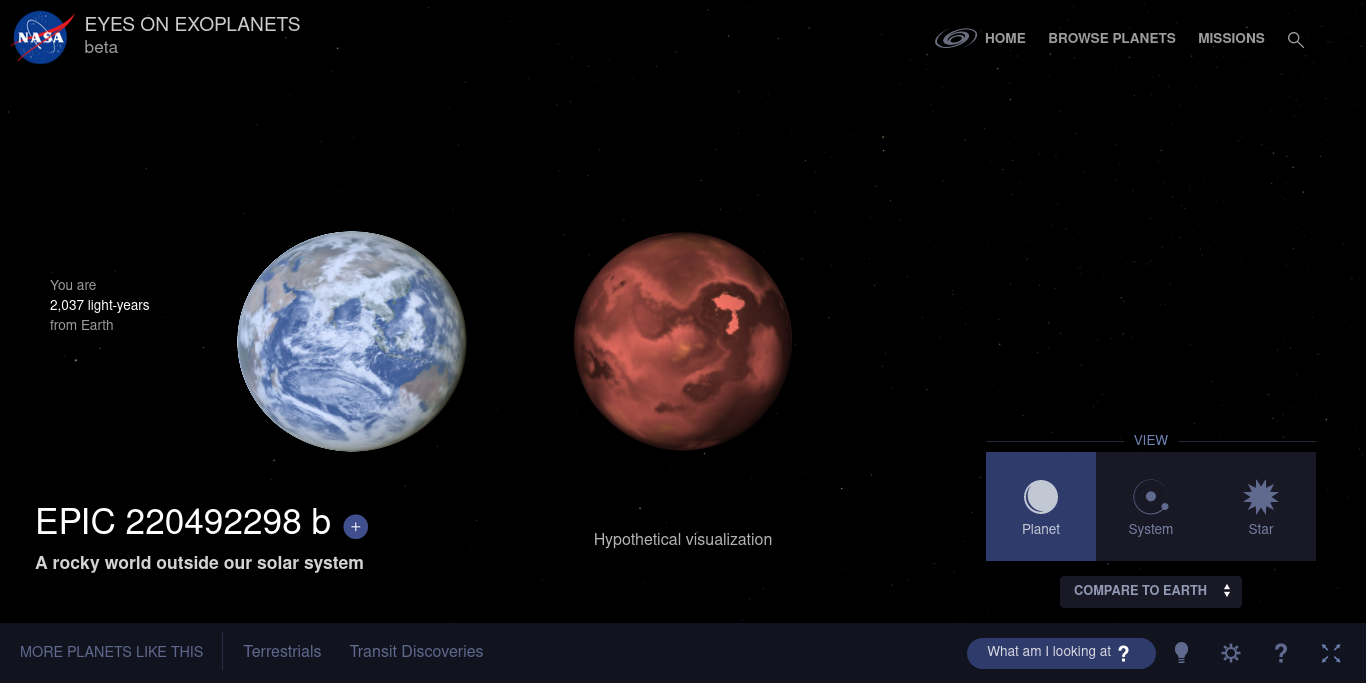 NASA
EYES ON EXOPLANETS
beta
HOME
BROWSE PLANETS
MISSIONS
You are
2,037 light-years
from Earth
EPIC 220492298 b +
A rocky world outside our solar system
Hypothetical visualization
VIEW
Planet
System
Star
COMPARE TO EARTH
MORE PLANETS LIKE THIS
Terrestrials
Transit Discoveries
What am I looking at ?
?